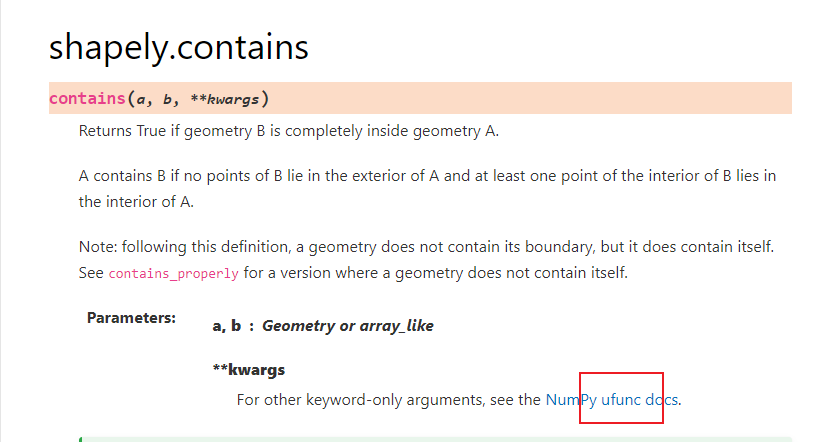 shapely.contains
contains(a, b, **kwargs)
Returns True if geometry B is completely inside geometry A.
A contains B if no points of B lie in the exterior of A and at least one point of the interior of B lies in
the interior of A.
Note: following this definition, a geometry does not contain its boundary, but it does contain itself.
See contains_properly for a version where a geometry does not contain itself.
Parameters:
a, b : Geometry or array_like
**kwargs
For other keyword-only arguments, see the NumPy ufunc docs.